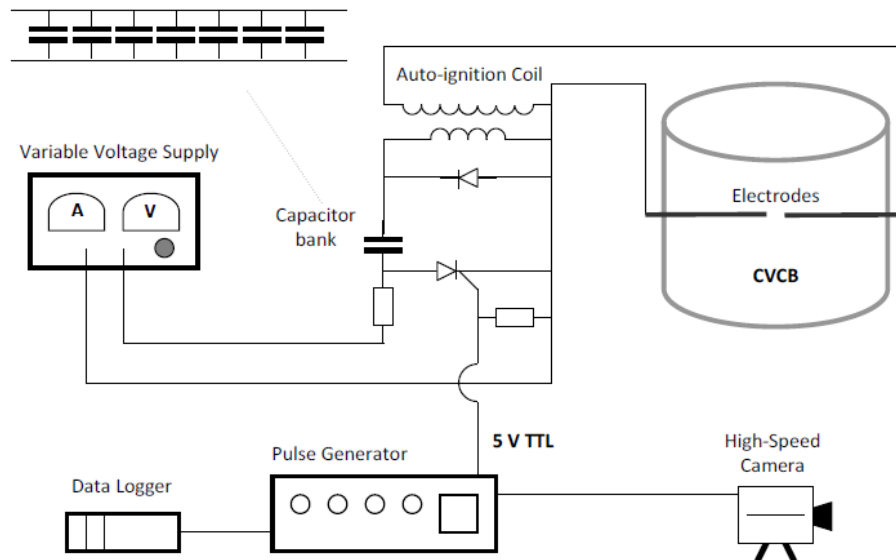 Auto-ignition Coil
Variable Voltage Supply
A
V
Capacitor
bank
Electrodes
CVCB
5 V TTL
Pulse Generator
High-Speed
Camera
Data Logger